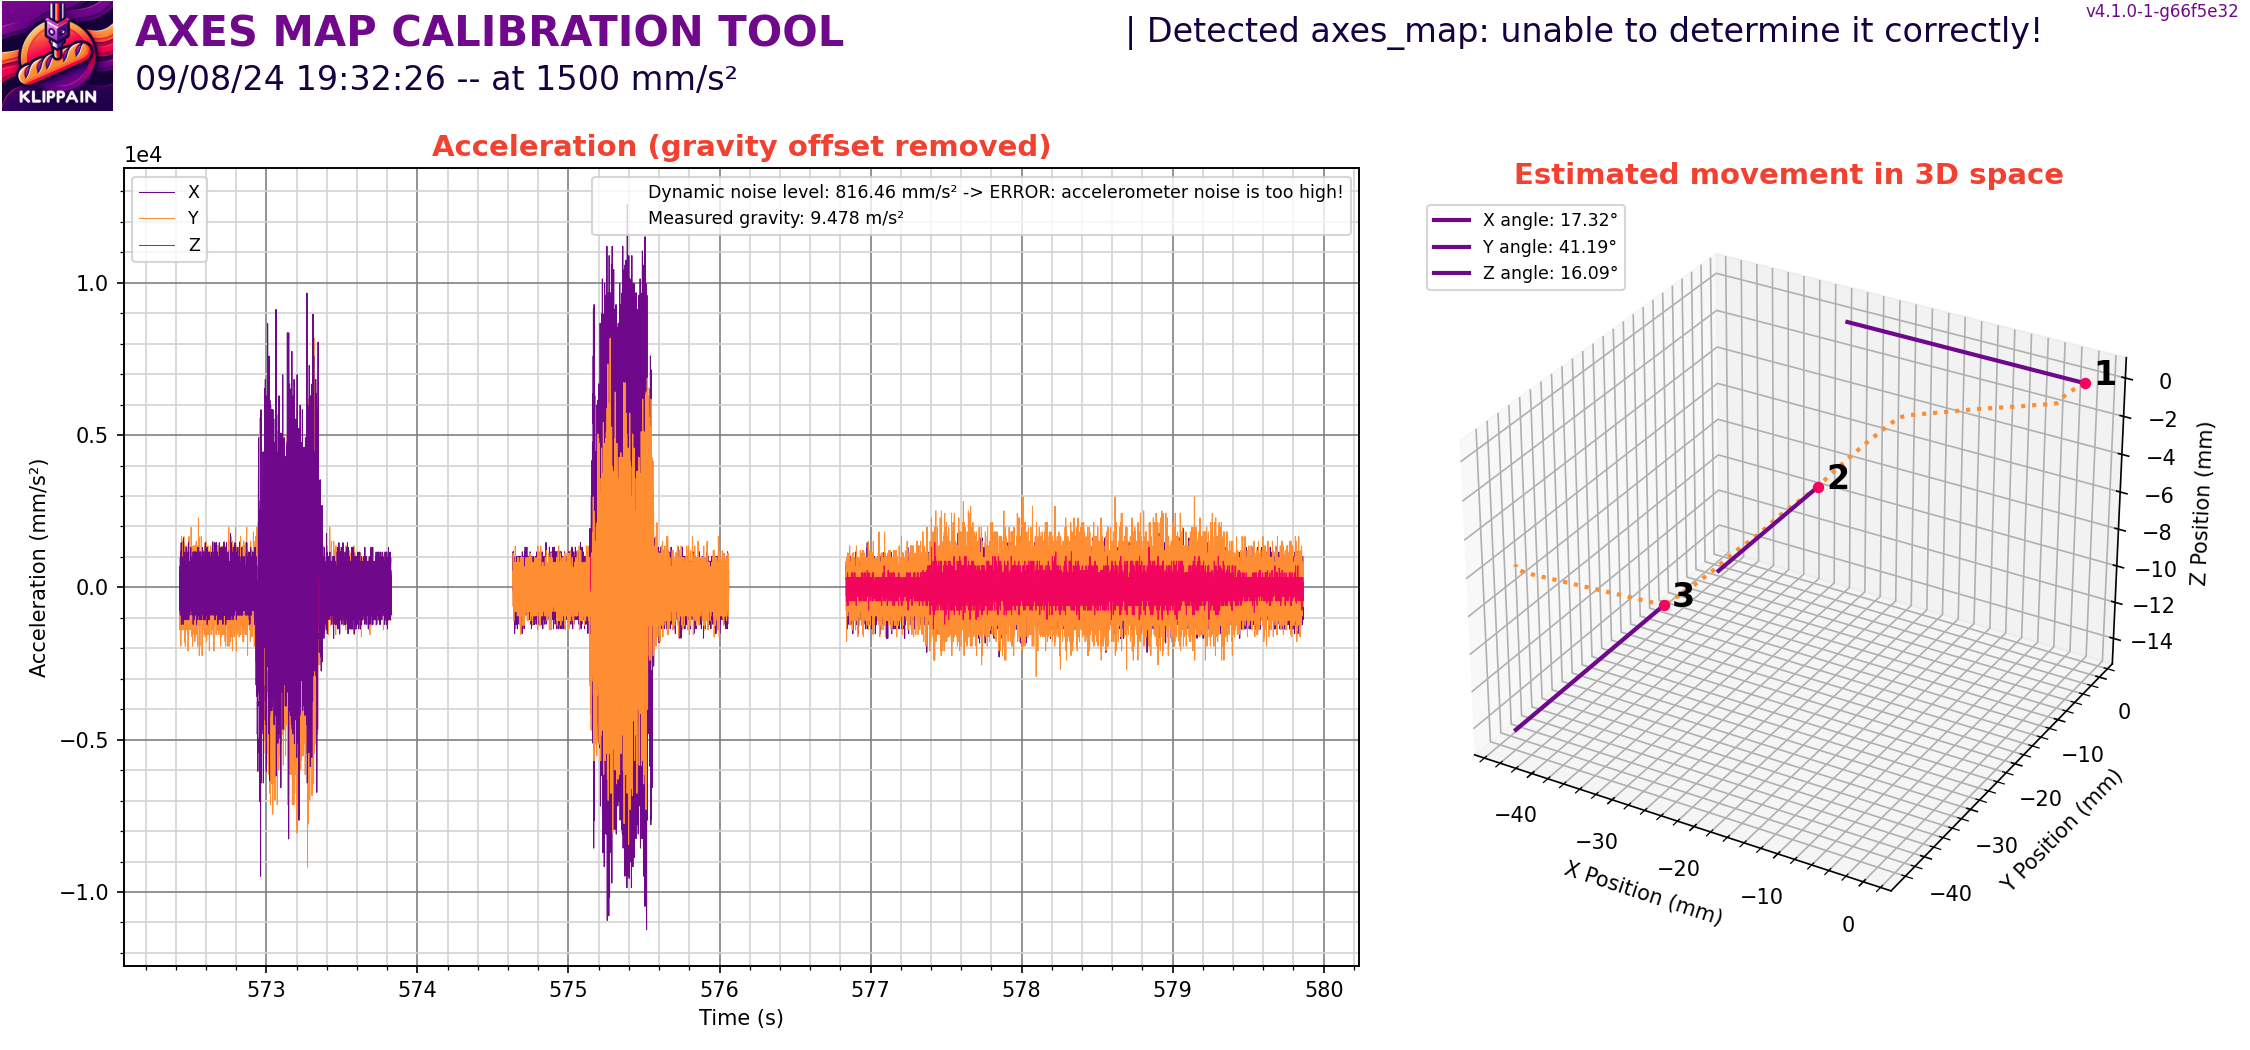 KLIPPAIN
AXES MAP CALIBRATION TOOL
09/08/24 19:32:26 -- at 1500 mm/s²
| Detected axes_map: unable to determine it correctly!
v4.1.0-1-g66f5e32
Acceleration (gravity offset removed)
1e4
X
Y
Z
Dynamic noise level: 816.46 mm/s² -> ERROR: accelerometer noise is too high!
Measured gravity: 9.478 m/s²
Acceleration (mm/s²)
1.0
0.5
0.0
−0.5
−1.0
573
574
575
576
577
578
579
580
Time (s)
Estimated movement in 3D space
X angle: 17.32°
Y angle: 41.19°
Z angle: 16.09°
1
2
3
0
−2
−4
−6
−8
−10
−12
−14
Z Position (mm)
0
−10
−20
−30
−40
Y Position (mm)
−40
−30
−20
−10
0
X Position (mm)